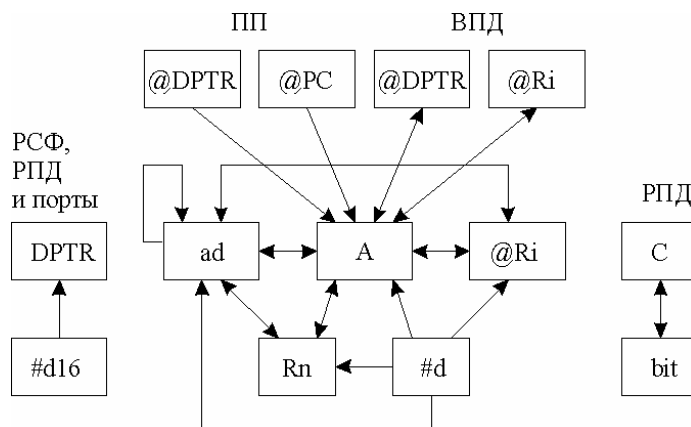 ПП ВПД
@DPTR @PC @DPTR @Ri
РСФ,
РПД
и порты
РПД
DPTR ad A @Ri C
#d16 Rn #d bit